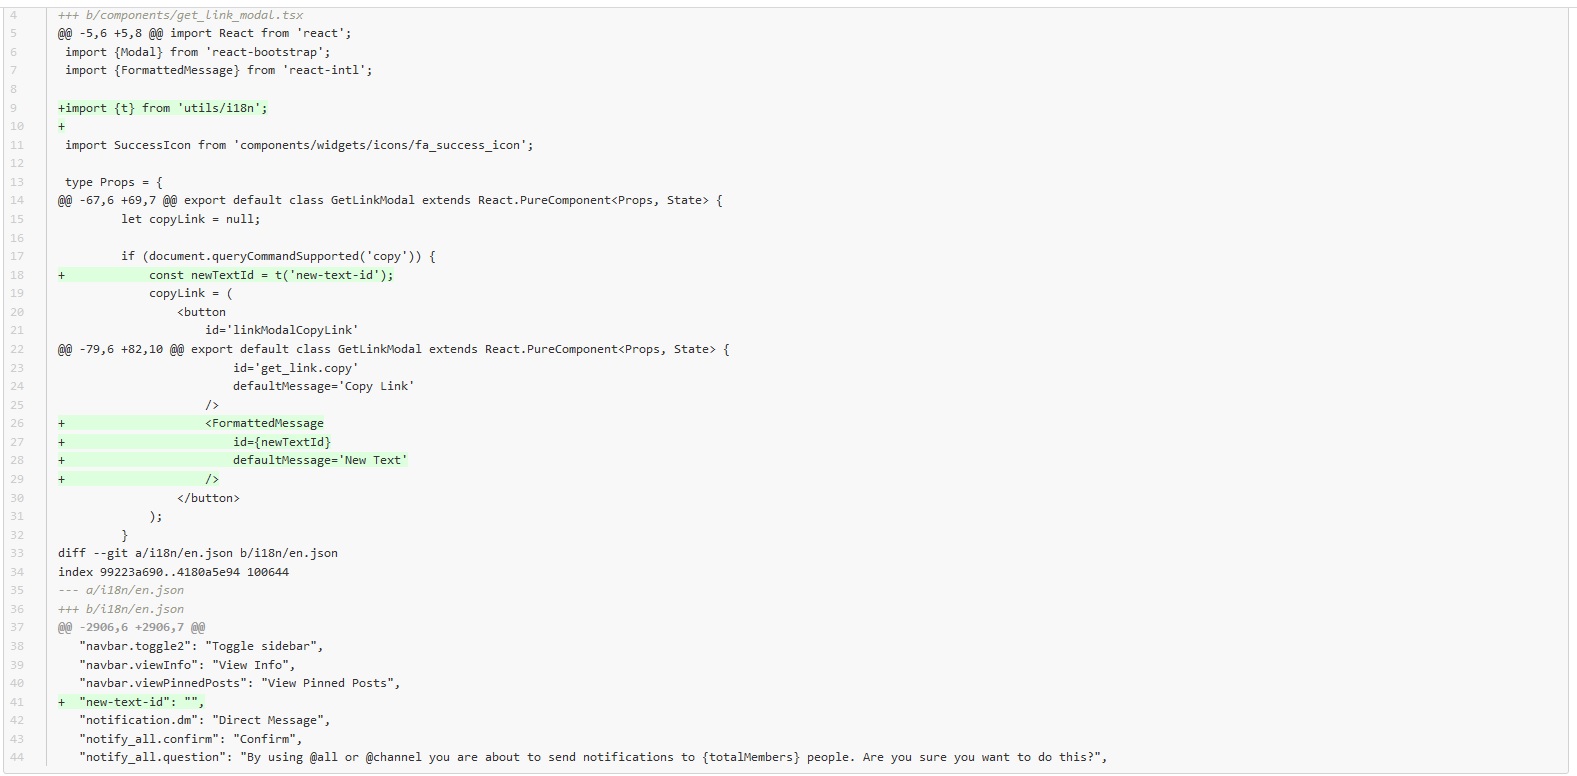 4 +++ b/components/get_link_modal.tsx
5 @@ -5,6 +5,8 @@ import React from 'react';
6  import {Modal} from 'react-bootstrap';
7  import {FormattedMessage} from 'react-intl';
8
9 +import {t} from 'utils/i18n';
10 +
11  import SuccessIcon from 'components/widgets/icons/fa_success_icon';
12
13  type Props = {
14 @@ -67,6 +69,7 @@ export default class GetLinkModal extends React.PureComponent<Props, State> {
15          let copyLink = null;
16
17          if (document.queryCommandSupported('copy')) {
18 +            const newTextId = t('new-text-id');
19              copyLink = (
20                  <button
21                      id='linkModalCopyLink'
22 @@ -79,6 +82,10 @@ export default class GetLinkModal extends React.PureComponent<Props, State> {
23                          id='get_link.copy'
24                          defaultMessage='Copy Link'
25                      />
26 +                    <FormattedMessage
27 +                        id={newTextId}
28 +                        defaultMessage='New Text'
29 +                    />
30                  </button>
31              );
32          }
33 diff --git a/i18n/en.json b/i18n/en.json
34 index 99223a690..4180a5e94 100644
35 --- a/i18n/en.json
36 +++ b/i18n/en.json
37 @@ -2906,6 +2906,7 @@
38    "navbar.toggle2": "Toggle sidebar",
39    "navbar.viewInfo": "View Info",
40    "navbar.viewPinnedPosts": "View Pinned Posts",
41 +  "new-text-id": "",
42    "notification.dm": "Direct Message",
43    "notify_all.confirm": "Confirm",
44    "notify_all.question": "By using @all or @channel you are about to send notifications to {totalMembers} people. Are you sure you want to do this?",